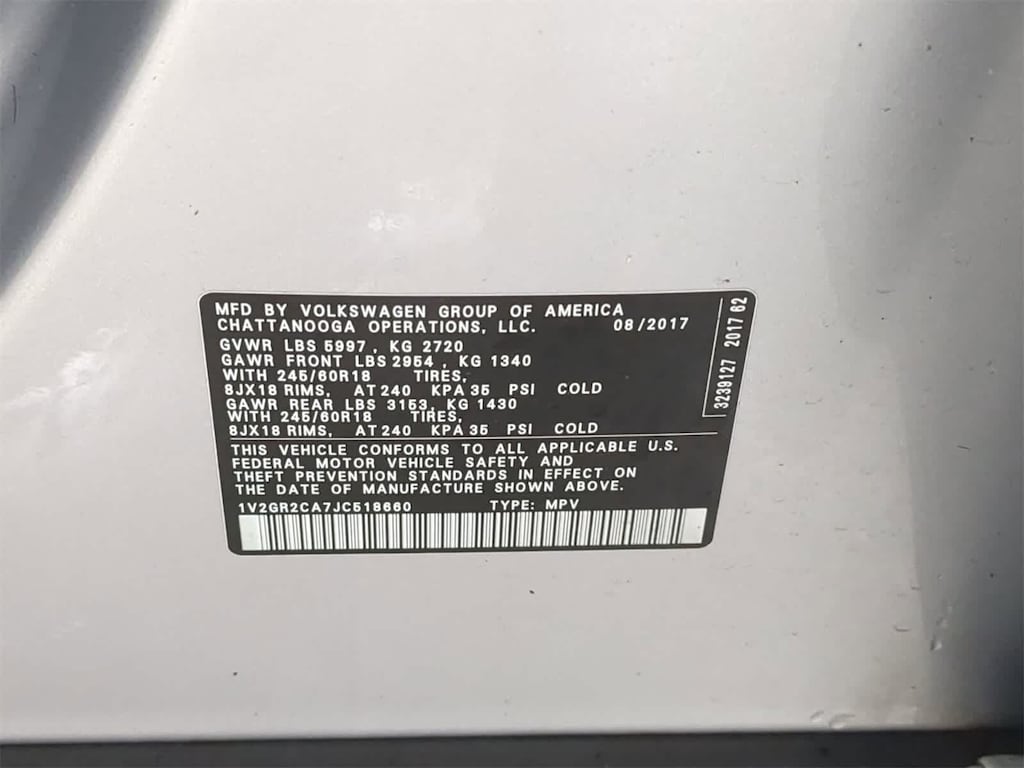 MFD BY VOLKSWAGEN GROUP OF AMERICA
CHATTANOOGA OPERATIONS, LLC. 08/2017
GVWR LBS 5997, KG 2720
GAWR FRONT LBS 2954, KG 1340
WITH 245/60R18 TIRES,
8JX18 RIMS, AT 240 KPA 35 PSI COLD
GAWR REAR LBS 3153, KG 1430
WITH 245/60R18 TIRES,
8JX18 RIMS, AT 240 KPA 35 PSI COLD
THIS VEHICLE CONFORMS TO ALL APPLICABLE U.S.
FEDERAL MOTOR VEHICLE SAFETY AND
THEFT PREVENTION STANDARDS IN EFFECT ON
THE DATE OF MANUFACTURE SHOWN ABOVE.
1V2GR2CA7JC518660 TYPE: MPV
3239127 2017 62